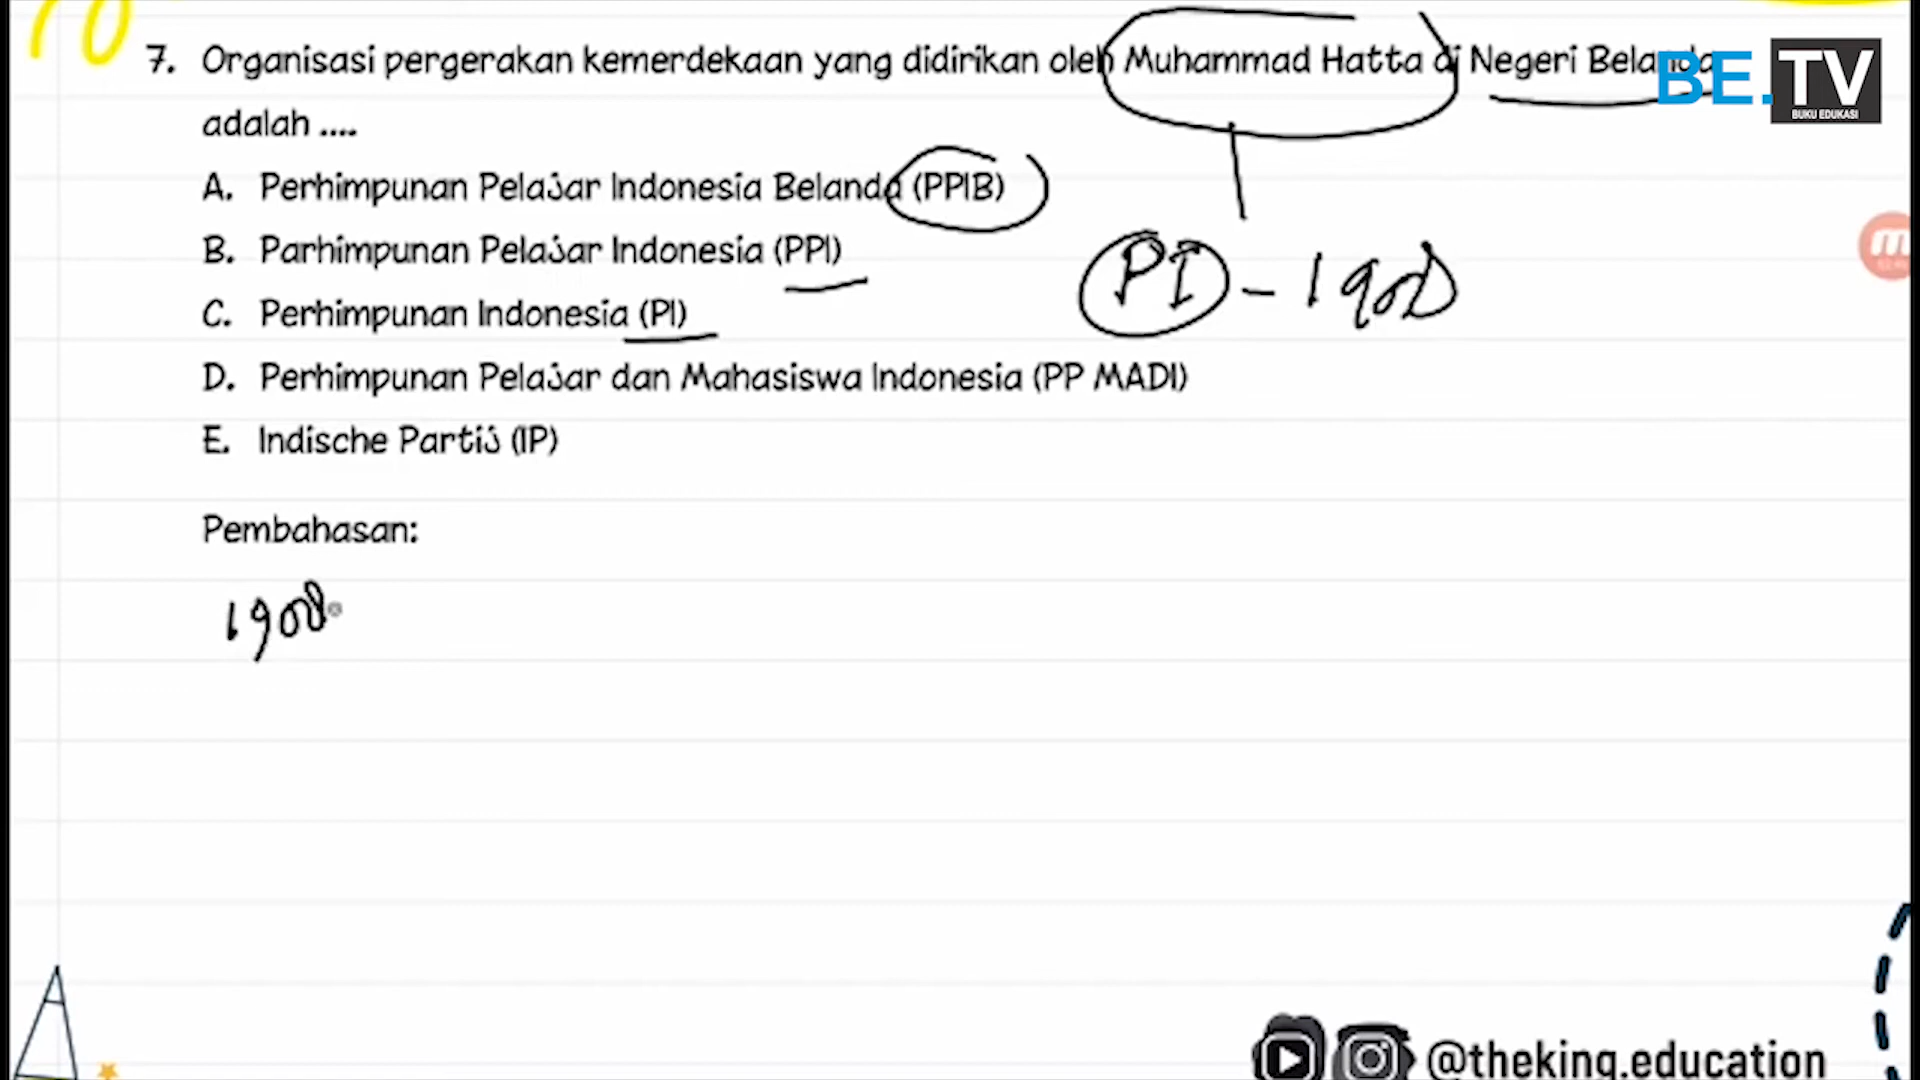 7. Organisasi pergerakan kemerdekaan yang didirikan oleh Muhammad Hatta di Negeri Belanda
BE.TV
BUKU EDUKASI
adalah ....
A. Perhimpunan Pelajar Indonesia Belanda (PPIB)
B. Parhimpunan Pelajar Indonesia (PPI)
C. Perhimpunan Indonesia (PI)
PI - 1908
D. Perhimpunan Pelajar dan Mahasiswa Indonesia (PP MADI)
E. Indische Partij (IP)
Pembahasan:
1908
@theking.education